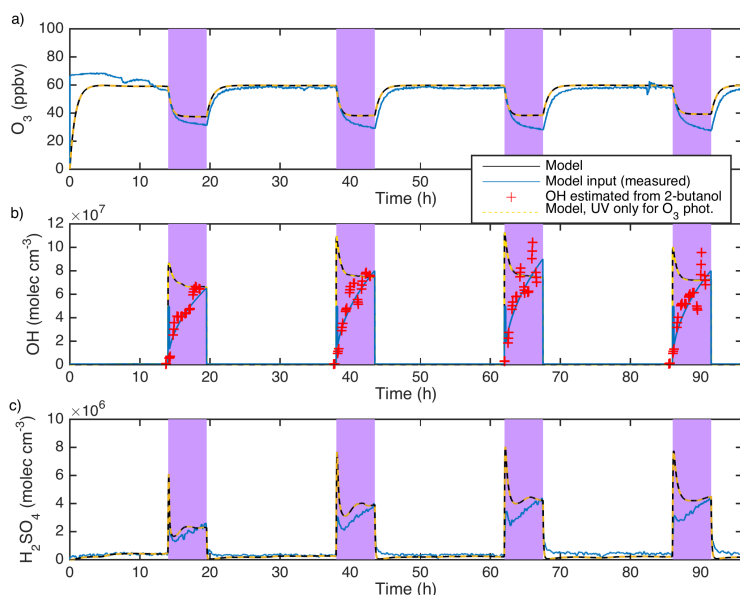 a)
100
80
60
40
20
0
O3 (ppbv)
0 10 20 30 40 50 60 70 80 90
Time (h)
Model
Model input (measured)
OH estimated from 2-butanol
Model, UV only for O3 phot.
b)
×10^7
12
10
8
6
4
2
0
OH (molec cm-3)
0 10 20 30 40 50 60 70 80 90
Time (h)
c)
×10^6
10
8
6
4
2
0
H2SO4 (molec cm-3)
0 10 20 30 40 50 60 70 80 90
Time (h)